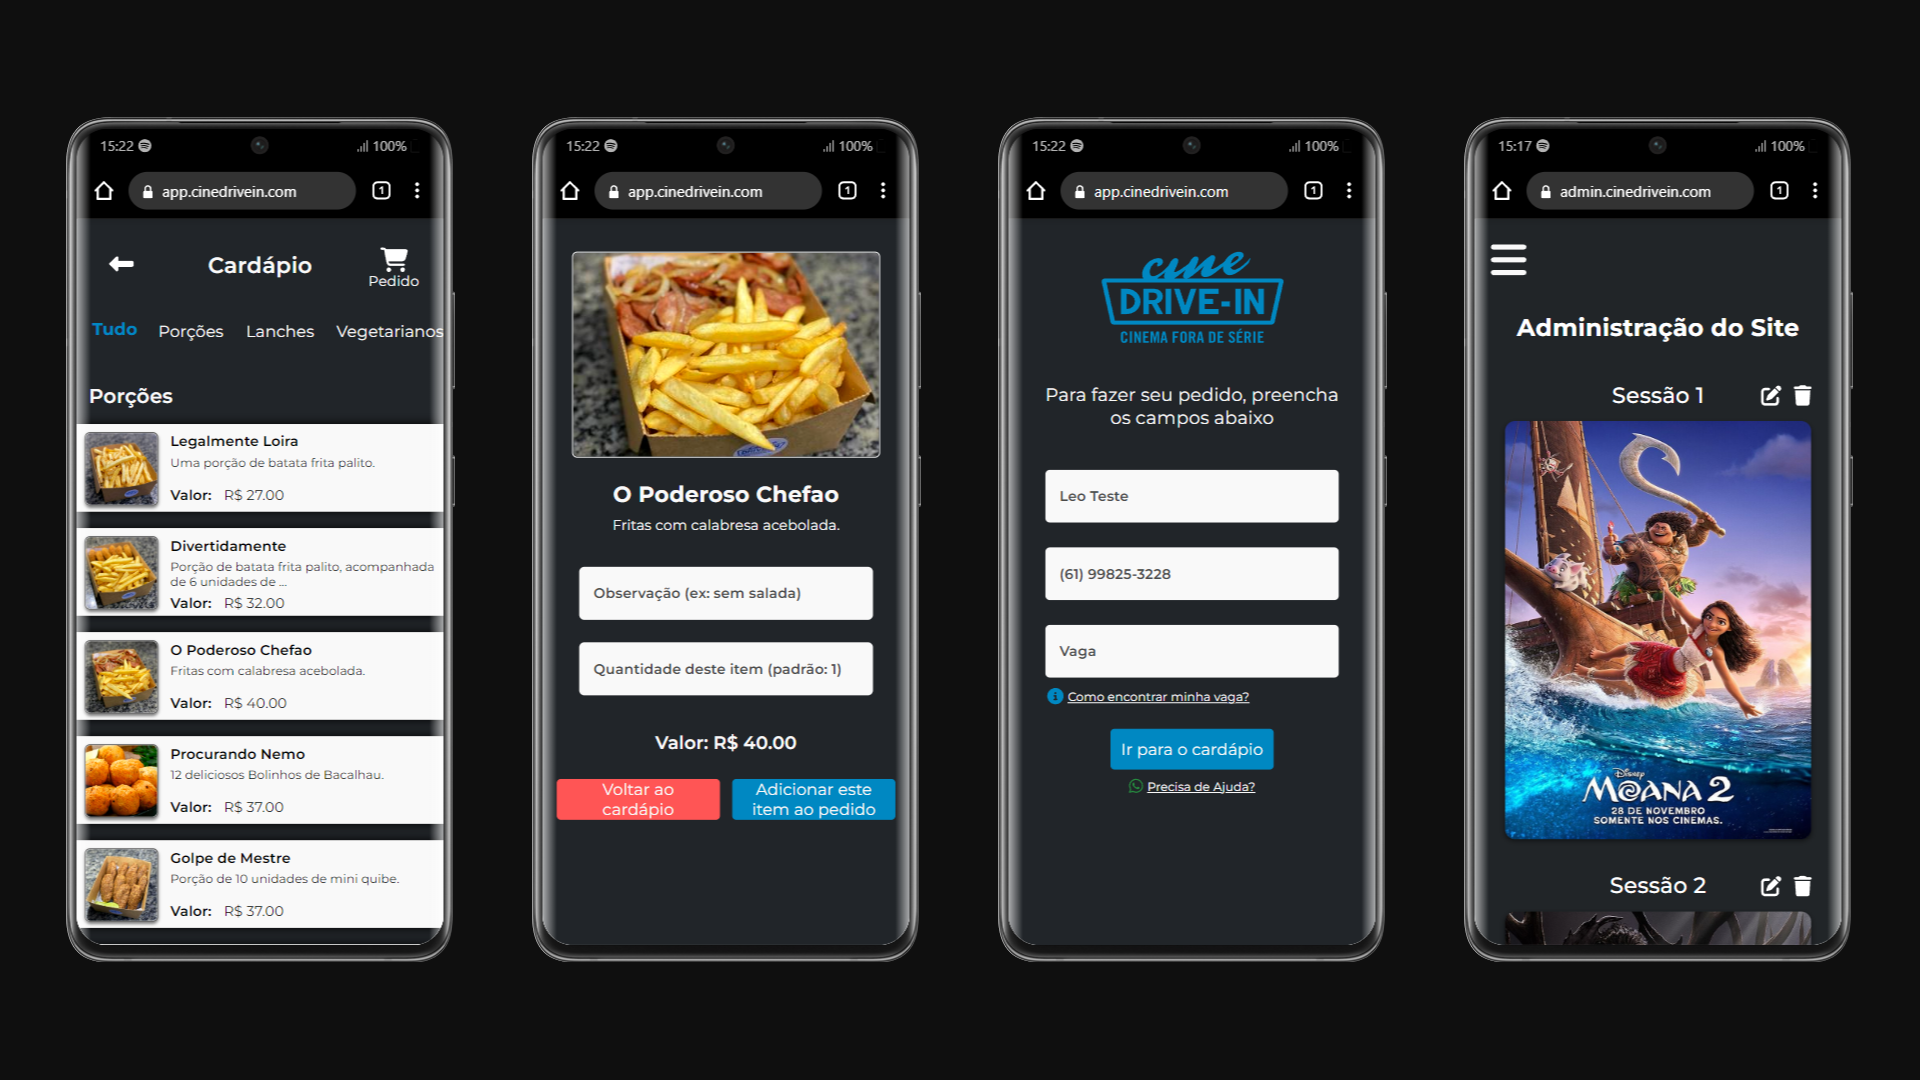 15:22
100%
app.cinedrivein.com
1
Cardápio
Pedido
Tudo
Porções
Lanches
Vegetarianos
Porções
Legalmente Loira
Uma porção de batata frita palito.
Valor: R$ 27.00
Divertidamente
Porção de batata frita palito, acompanhada
de 6 unidades de ...
Valor: R$ 32.00
O Poderoso Chefao
Fritas com calabresa acebolada.
Valor: R$ 40.00
Procurando Nemo
12 deliciosos Bolinhos de Bacalhau.
Valor: R$ 37.00
Golpe de Mestre
Porção de 10 unidades de mini quibe.
Valor: R$ 37.00
15:22
100%
app.cinedrivein.com
1
O Poderoso Chefao
Fritas com calabresa acebolada.
Observação (ex: sem salada)
Quantidade deste item (padrão: 1)
Valor: R$ 40.00
Voltar ao
cardápio
Adicionar este
item ao pedido
15:22
100%
app.cinedrivein.com
1
cine
DRIVE-IN
CINEMA FORA DE SÉRIE
Para fazer seu pedido, preencha
os campos abaixo
Leo Teste
(61) 99825-3228
Vaga
Como encontrar minha vaga?
Ir para o cardápio
Precisa de Ajuda?
15:17
100%
admin.cinedrivein.com
1
Administração do Site
Sessão 1
Disney
MOANA 2
28 DE NOVEMBRO
SOMENTE NOS CINEMAS.
Sessão 2